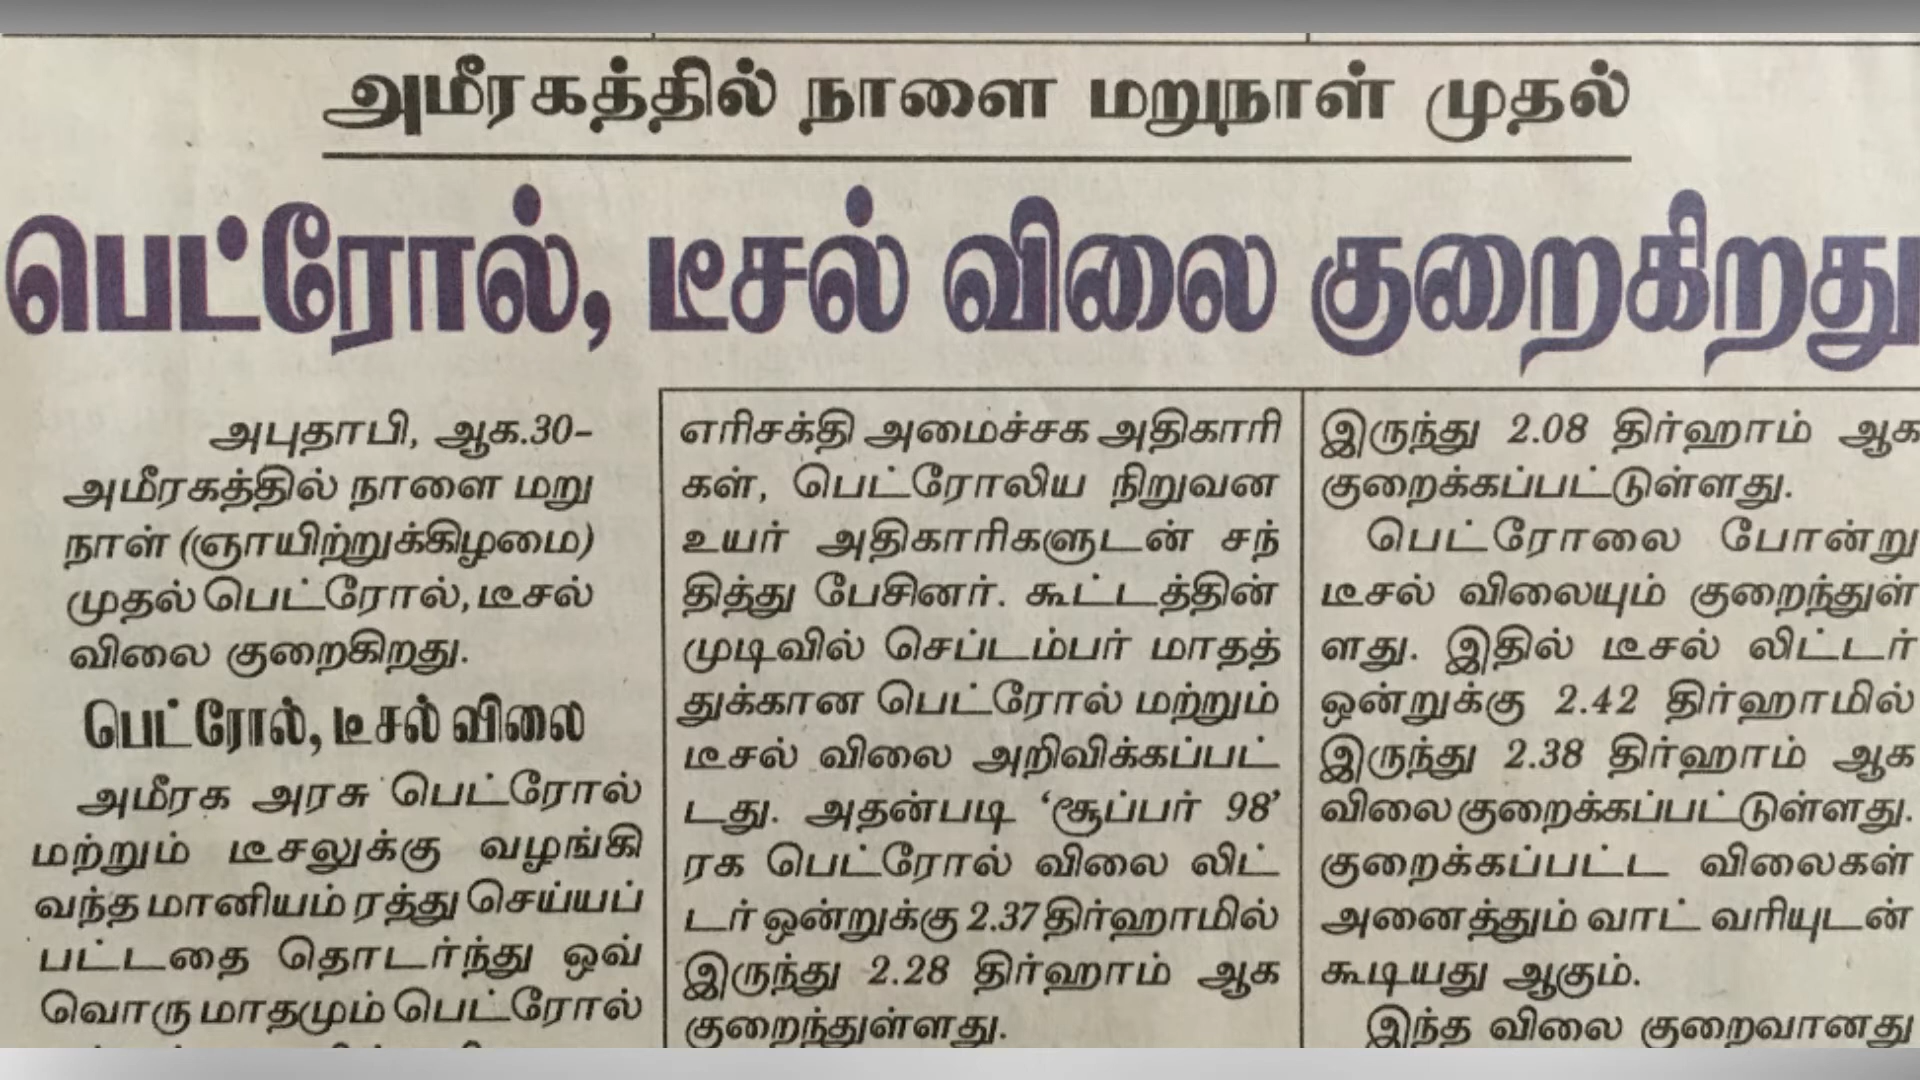 அமீரகத்தில் நாளை மறுநாள் முதல்
பெட்ரோல், டீசல் விலை குறைகிறது
அபுதாபி, ஆக.30-
அமீரகத்தில் நாளை மறு
நாள் (ஞாயிற்றுக்கிழமை)
முதல் பெட்ரோல், டீசல்
விலை குறைகிறது.
பெட்ரோல், டீசல் விலை
அமீரக அரசு பெட்ரோல்
மற்றும் டீசலுக்கு வழங்கி
வந்த மானியம் ரத்து செய்யப்
பட்டதை தொடர்ந்து ஒவ்
வொரு மாதமும் பெட்ரோல்
எரிசக்தி அமைச்சக அதிகாரி
கள், பெட்ரோலிய நிறுவன
உயர் அதிகாரிகளுடன் சந்
தித்து பேசினர். கூட்டத்தின்
முடிவில் செப்டம்பர் மாதத்
துக்கான பெட்ரோல் மற்றும்
டீசல் விலை அறிவிக்கப்பட்
டது. அதன்படி ‘சூப்பர் 98’
ரக பெட்ரோல் விலை லிட்
டர் ஒன்றுக்கு 2.37 திர்ஹாமில்
இருந்து 2.28 திர்ஹாம் ஆக
குறைந்துள்ளது.
இருந்து 2.08 திர்ஹாம் ஆக
குறைக்கப்பட்டுள்ளது.
பெட்ரோலை போன்று
டீசல் விலையும் குறைந்துள்
ளது. இதில் டீசல் லிட்டர்
ஒன்றுக்கு 2.42 திர்ஹாமில்
இருந்து 2.38 திர்ஹாம் ஆக
விலை குறைக்கப்பட்டுள்ளது.
குறைக்கப்பட்ட விலைகள்
அனைத்தும் வாட் வரியுடன்
கூடியது ஆகும்.
இந்த விலை குறைவானது